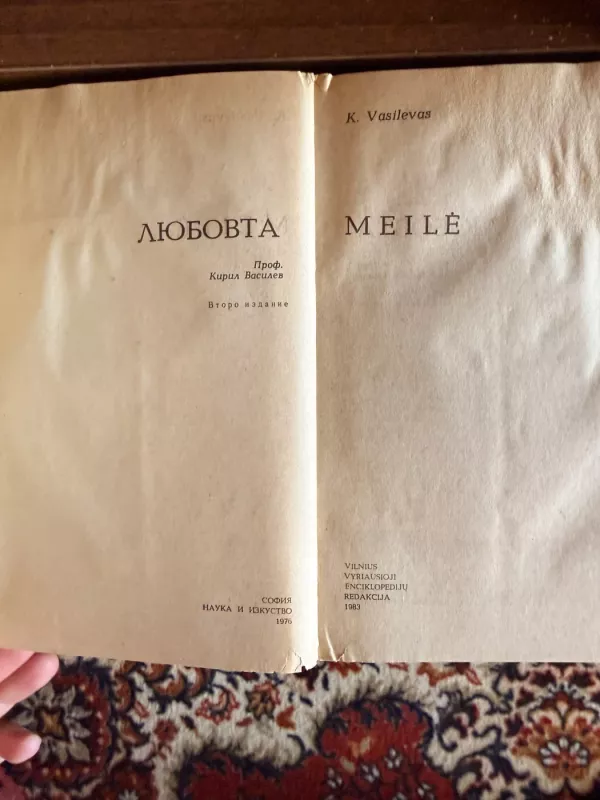 ЛЮБОВТА
Проф.
Кирил Василев
Второ издание
СОФИЯ
НАУКА И ИЗКУСТВО
1976
K. Vasilevas
MEILĖ
VILNIUS
VYRIAUSIOJI
ENCIKLOPEDIJŲ
REDAKCIJA
1983